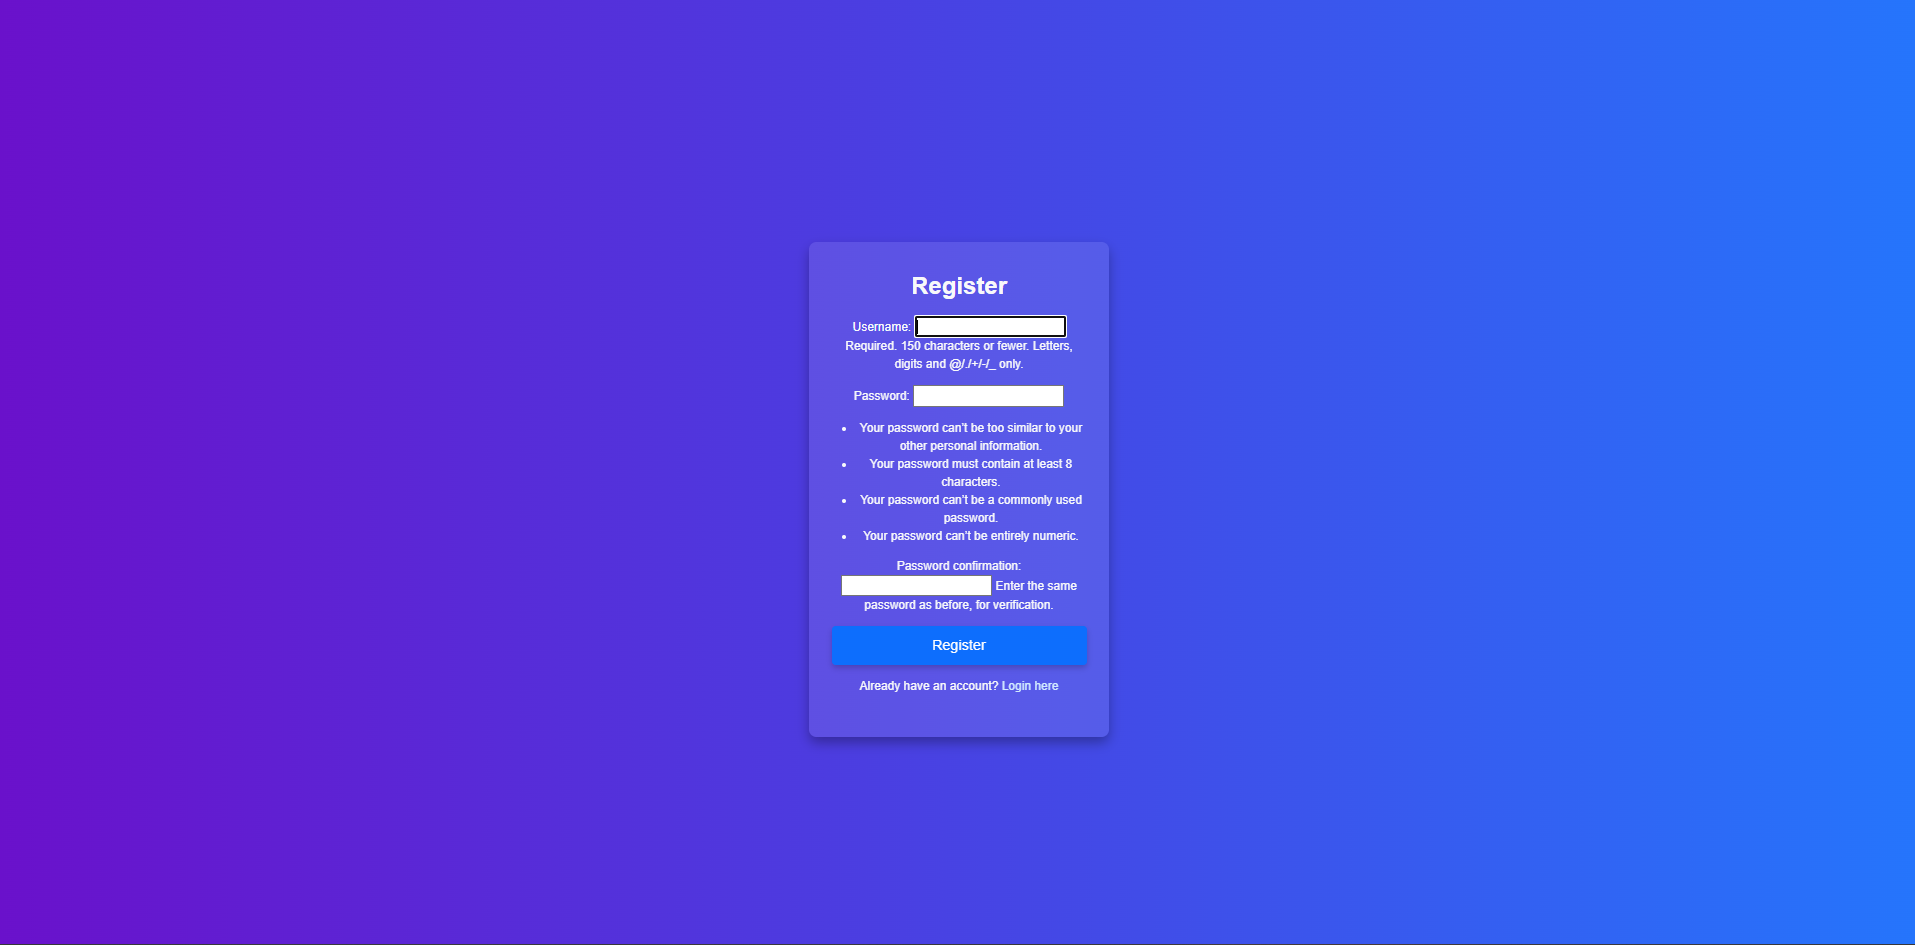 Register
Username:
Required. 150 characters or fewer. Letters,
digits and @/./+/-/_ only.
Password:
• Your password can't be too similar to your
other personal information.
• Your password must contain at least 8
characters.
• Your password can't be a commonly used
password.
• Your password can't be entirely numeric.
Password confirmation:
Enter the same
password as before, for verification.
Register
Already have an account? Login here